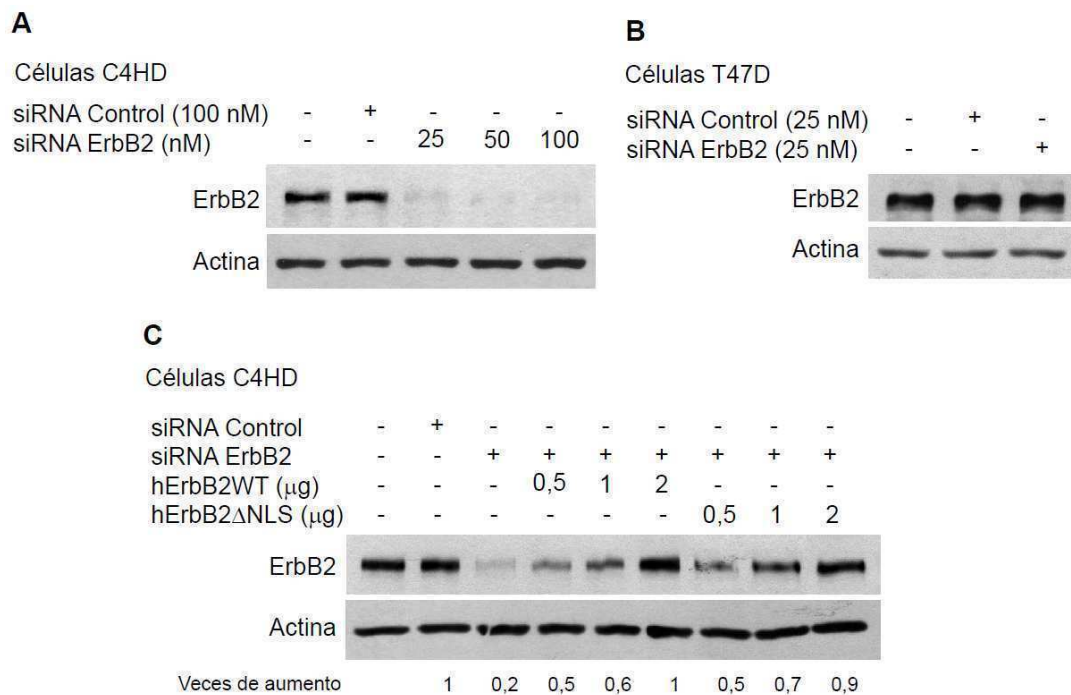 A
Células C4HD
siRNA Control (100 nM) - + - - -
siRNA ErbB2 (nM) - - 25 50 100
ErbB2
Actina
B
Células T47D
siRNA Control (25 nM) - + -
siRNA ErbB2 (25 nM) - - +
ErbB2
Actina
C
Células C4HD
siRNA Control - + - - - - - - -
siRNA ErbB2 - - + + + + + + +
hErbB2WT (μg) - - - 0,5 1 2 - - -
hErbB2ΔNLS (μg) - - - - - - 0,5 1 2
ErbB2
Actina
Veces de aumento 1 0,2 0,5 0,6 1 0,5 0,7 0,9